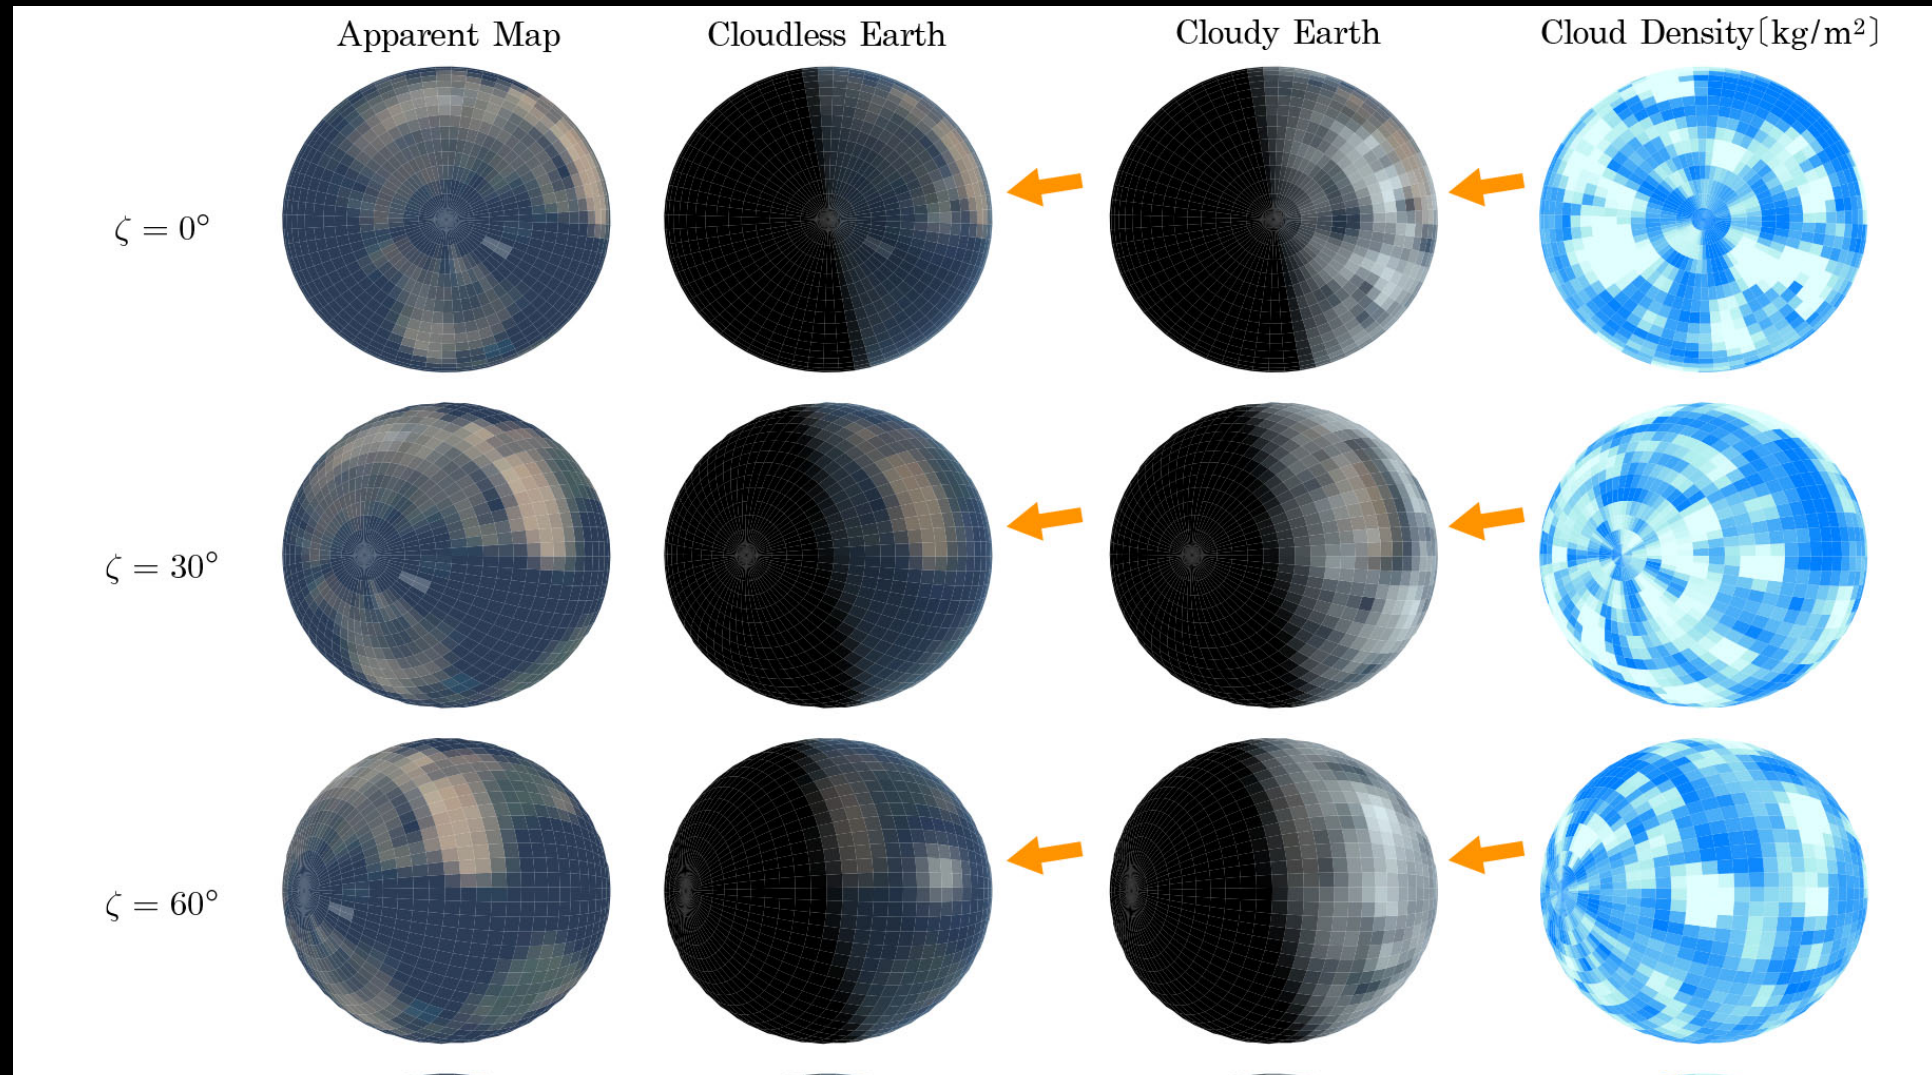 Apparent Map
Cloudless Earth
Cloudy Earth
Cloud Density〔kg/m²〕
ζ = 0°
ζ = 30°
ζ = 60°